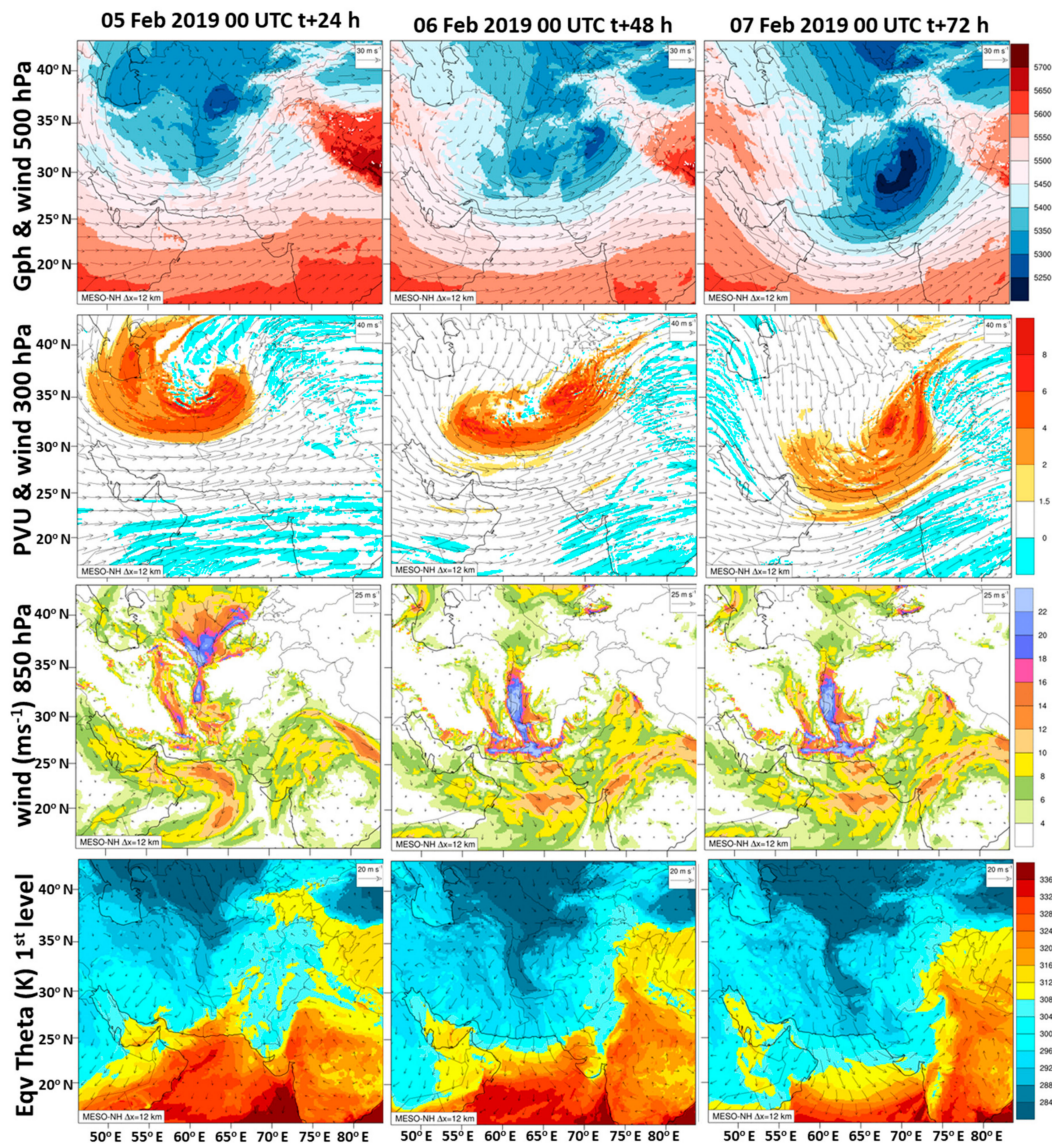 05 Feb 2019 00 UTC t+24 h 06 Feb 2019 00 UTC t+48 h 07 Feb 2019 00 UTC t+72 h
Gph & wind 500 hPa
30 m s⁻¹ 30 m s⁻¹ 30 m s⁻¹
40° N
35° N
30° N
25° N
20° N
MESO-NH Δx=12 km MESO-NH Δx=12 km MESO-NH Δx=12 km
5700
5650
5600
5500
5450
5400
5350
5300
5250
PVU & wind 300 hPa
40 m s⁻¹ 40 m s⁻¹ 40 m s⁻¹
40° N
35° N
30° N
25° N
20° N
MESO-NH Δx=12 km MESO-NH Δx=12 km MESO-NH Δx=12 km
8
6
4
2
1.5
0
wind (ms⁻¹) 850 hPa
25 m s⁻¹ 25 m s⁻¹ 25 m s⁻¹
40° N
35° N
30° N
25° N
20° N
MESO-NH Δx=12 km MESO-NH Δx=12 km MESO-NH Δx=12 km
22
20
18
16
14
12
10
8
6
4
Eqv Theta (K) 1st level
20 m s⁻¹ 20 m s⁻¹ 20 m s⁻¹
40° N
35° N
30° N
25° N
20° N
MESO-NH Δx=12 km MESO-NH Δx=12 km MESO-NH Δx=12 km
336
328
324
320
316
312
309
306
304
300
296
292
290
288
284
50° E 55° E 60° E 65° E 70° E 75° E 80° E 50° E 55° E 60° E 65° E 70° E 75° E 80° E 50° E 55° E 60° E 65° E 70° E 75° E 80° E